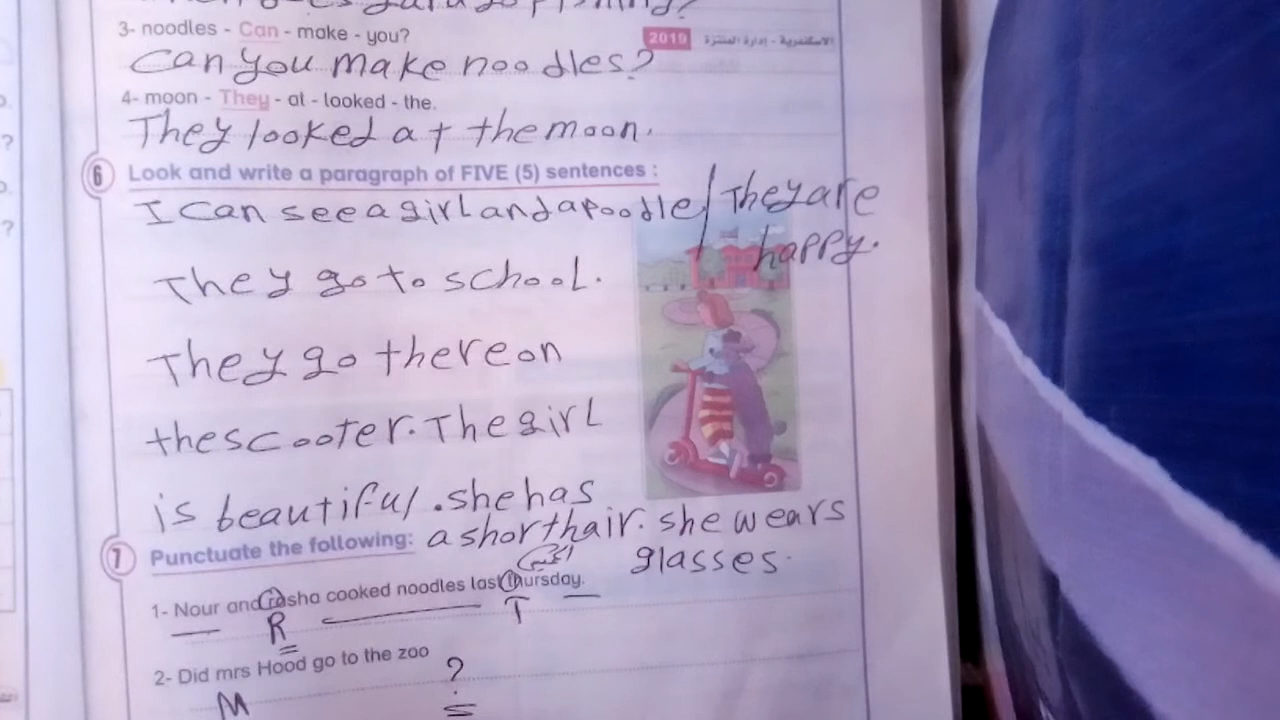 3- noodles - Can - make - you?
2019 الاسكندرية - إدارة المنتزة
Can you make noodles?
4- moon - They - at - looked - the.
They looked at the moon.
6 Look and write a paragraph of FIVE (5) sentences :
I can see a girl and a poodle / They are
happy.
They go to school.
They go there on
the scooter. The girl
is beautiful. she has
a short hair. she wears
glasses.
7 Punctuate the following:
1- Nour and rasha cooked noodles last thursday.
R T
2- Did mrs Hood go to the zoo
M ?